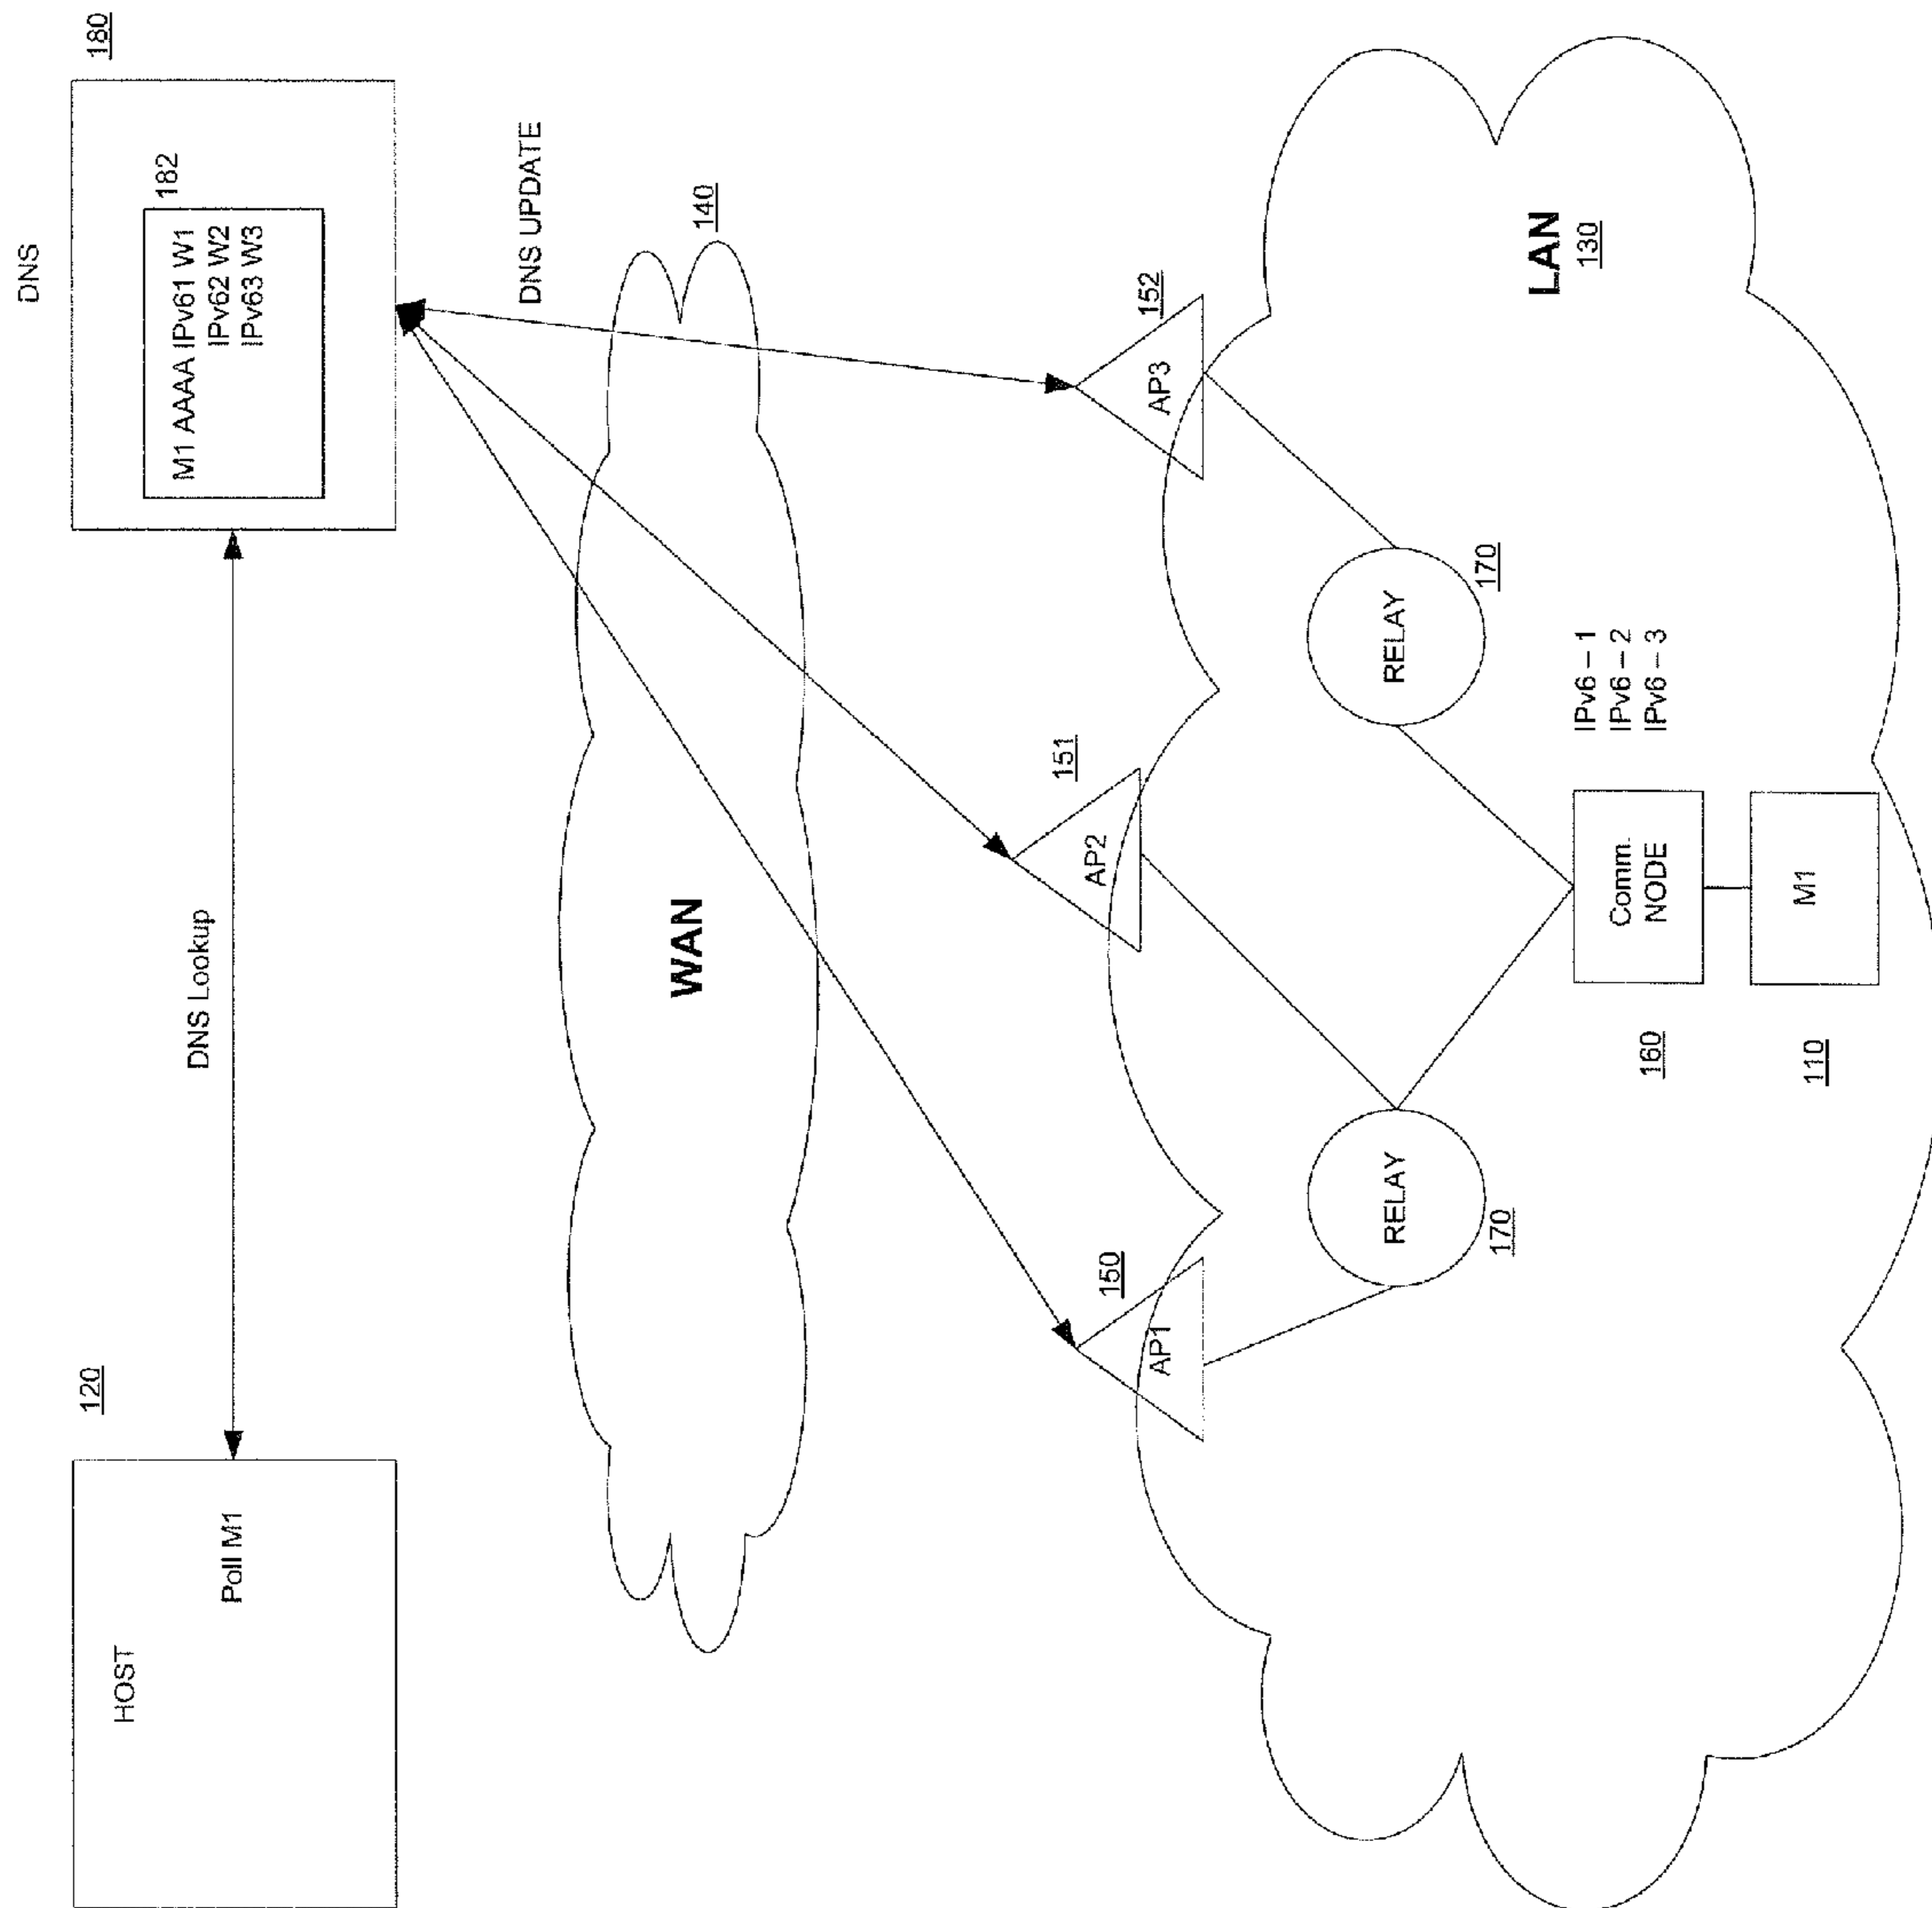 DNS
180
HOST
120
Poll M1
DNS Lookup
182
M1 AAAA IPv61 W1
IPv62 W2
IPv63 W3
DNS UPDATE
WAN
140
150
AP1
151
AP2
152
AP3
LAN
130
RELAY
170
RELAY
170
160
Comm.
NODE
IPv6 – 1
IPv6 – 2
IPv6 – 3
110
M1